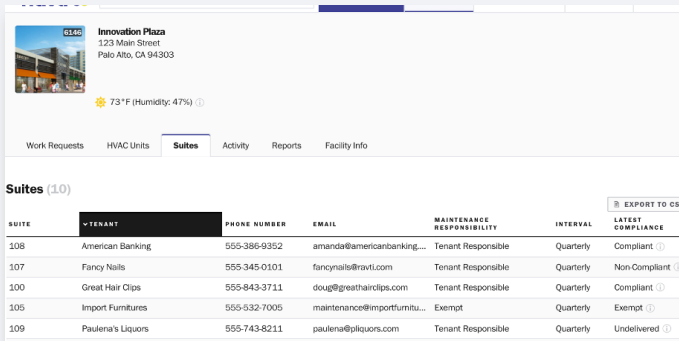 6146
Innovation Plaza
123 Main Street
Palo Alto, CA 94303
73°F (Humidity: 47%)
Work Requests HVAC Units Suites Activity Reports Facility Info
Suites (10)
EXPORT TO CS
SUITE TENANT PHONE NUMBER EMAIL MAINTENANCE RESPONSIBILITY INTERVAL LATEST COMPLIANCE
108 American Banking 555-386-9352 amanda@americanbanking.... Tenant Responsible Quarterly Compliant
107 Fancy Nails 555-345-0101 fancynails@ravti.com Tenant Responsible Quarterly Non-Compliant
100 Great Hair Clips 555-843-3711 doug@greathairclips.com Tenant Responsible Quarterly Compliant
105 Import Furnitures 555-532-7005 maintenance@importfurnitu... Exempt Quarterly Exempt
109 Paulena's Liquors 555-743-8211 paulena@pliquors.com Tenant Responsible Quarterly Undelivered